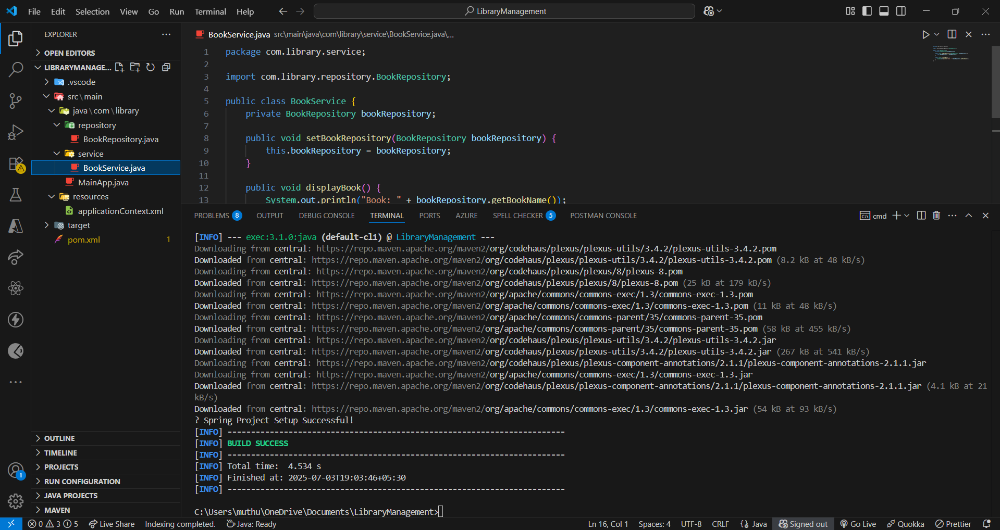 File Edit Selection View Go Run Terminal Help
LibraryManagement
EXPLORER
OPEN EDITORS
LIBRARYMANAGE...
.vscode
src\main
java\com\library
repository
BookRepository.java
service
BookService.java
MainApp.java
resources
applicationContext.xml
target
pom.xml 1
OUTLINE
TIMELINE
PROJECTS
RUN CONFIGURATION
JAVA PROJECTS
MAVEN
1
BookService.java src\main\java\com\library\service\BookService.java\...
1 package com.library.service;
2
3 import com.library.repository.BookRepository;
4
5 public class BookService {
6 private BookRepository bookRepository;
7
8 public void setBookRepository(BookRepository bookRepository) {
9 this.bookRepository = bookRepository;
10 }
11
12 public void displayBook() {
13 System.out.println("Book: " + bookRepository.getBookName());
PROBLEMS 8 OUTPUT DEBUG CONSOLE TERMINAL PORTS AZURE SPELL CHECKER 5 POSTMAN CONSOLE
cmd
[INFO] --- exec:3.1.0:java (default-cli) @ LibraryManagement ---
Downloading from central: https://repo.maven.apache.org/maven2/org/codehaus/plexus/plexus-utils/3.4.2/plexus-utils-3.4.2.pom
Downloaded from central: https://repo.maven.apache.org/maven2/org/codehaus/plexus/plexus-utils/3.4.2/plexus-utils-3.4.2.pom (8.2 kB at 48 kB/s)
Downloading from central: https://repo.maven.apache.org/maven2/org/codehaus/plexus/plexus/8/plexus-8.pom
Downloaded from central: https://repo.maven.apache.org/maven2/org/codehaus/plexus/plexus/8/plexus-8.pom (25 kB at 179 kB/s)
Downloading from central: https://repo.maven.apache.org/maven2/org/apache/commons/commons-exec/1.3/commons-exec-1.3.pom
Downloaded from central: https://repo.maven.apache.org/maven2/org/apache/commons/commons-exec/1.3/commons-exec-1.3.pom (11 kB at 48 kB/s)
Downloading from central: https://repo.maven.apache.org/maven2/org/apache/commons/commons-parent/35/commons-parent-35.pom
Downloaded from central: https://repo.maven.apache.org/maven2/org/apache/commons/commons-parent/35/commons-parent-35.pom (58 kB at 455 kB/s)
Downloading from central: https://repo.maven.apache.org/maven2/org/codehaus/plexus/plexus-utils/3.4.2/plexus-utils-3.4.2.jar
Downloaded from central: https://repo.maven.apache.org/maven2/org/codehaus/plexus/plexus-utils/3.4.2/plexus-utils-3.4.2.jar (267 kB at 541 kB/s)
Downloading from central: https://repo.maven.apache.org/maven2/org/codehaus/plexus/plexus-component-annotations/2.1.1/plexus-component-annotations-2.1.1.jar
Downloading from central: https://repo.maven.apache.org/maven2/org/apache/commons/commons-exec/1.3/commons-exec-1.3.jar
Downloaded from central: https://repo.maven.apache.org/maven2/org/codehaus/plexus/plexus-component-annotations/2.1.1/plexus-component-annotations-2.1.1.jar (4.1 kB at 21
kB/s)
Downloaded from central: https://repo.maven.apache.org/maven2/org/apache/commons/commons-exec/1.3/commons-exec-1.3.jar (54 kB at 93 kB/s)
? Spring Project Setup Successful!
[INFO] ------------------------------------------------------------------------
[INFO] BUILD SUCCESS
[INFO] ------------------------------------------------------------------------
[INFO] Total time:  4.534 s
[INFO] Finished at: 2025-07-03T19:03:46+05:30
[INFO] ------------------------------------------------------------------------
C:\Users\muthu\OneDrive\Documents\LibraryManagement>
0 3 5 Live Share Indexing completed. Java: Ready Ln 16, Col 1 Spaces: 4 UTF-8 CRLF {} Java Signed out Go Live Quokka Prettier